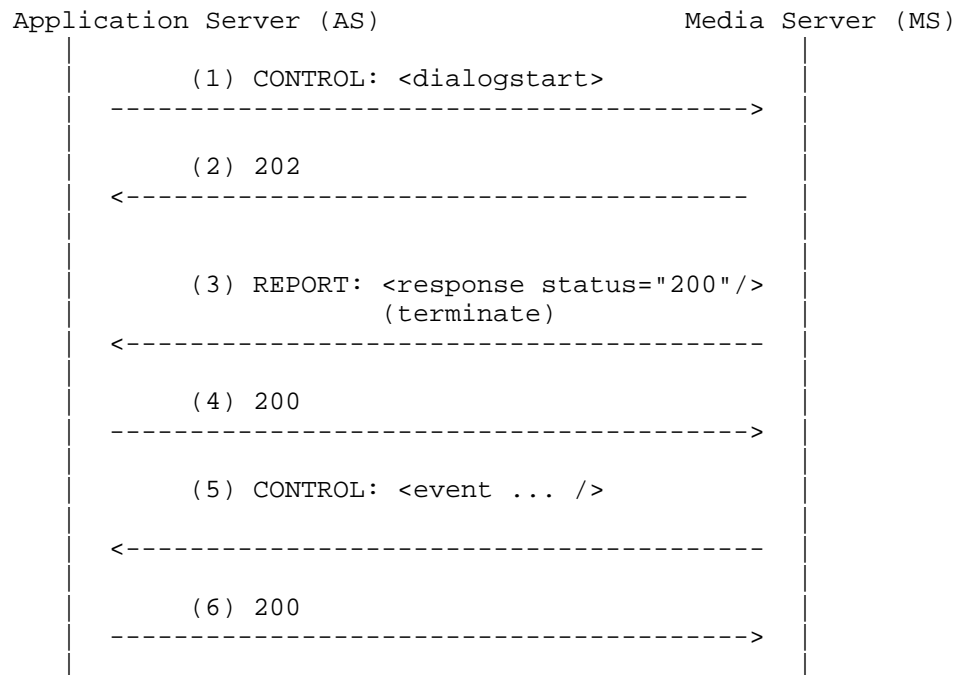 Application Server (AS) Media Server (MS)
(1) CONTROL: <dialogstart>
(2) 202
(3) REPORT: <response status="200"/>
(terminate)
(4) 200
(5) CONTROL: <event ... />
(6) 200